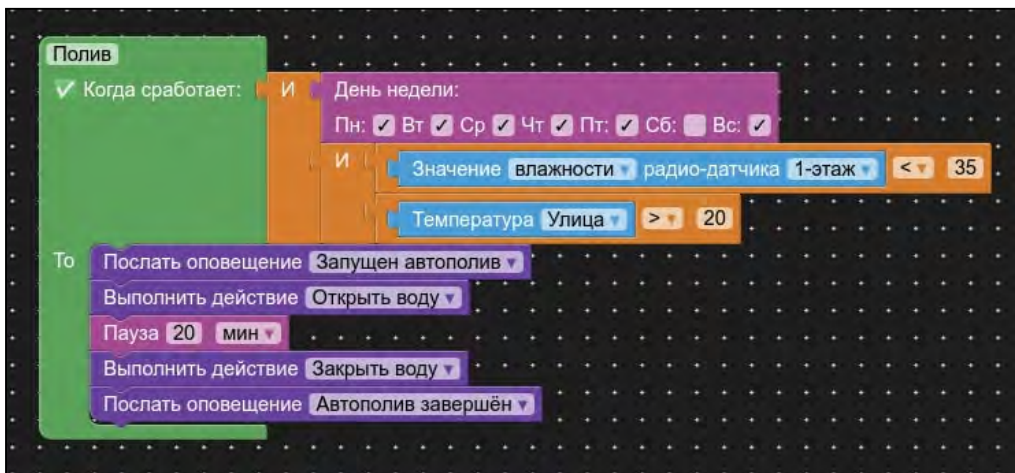 Полив
Когда сработает: И День недели:
Пн: Вт Ср Чт Пт: Сб: Вс:
И Значение влажности радио-датчика 1-этаж < 35
Температура Улица > 20
То Послать оповещение Запущен автополив
Выполнить действие Открыть воду
Пауза 20 мин
Выполнить действие Закрыть воду
Послать оповещение Автополив завершён